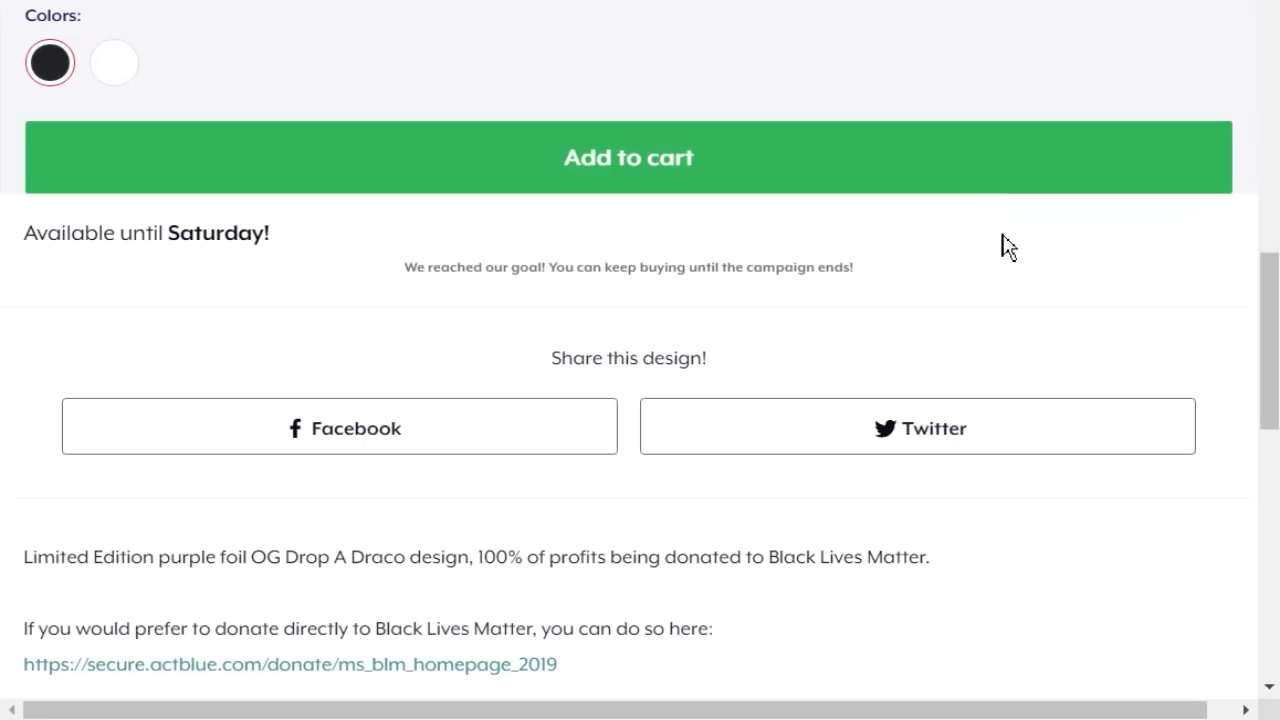 Colors:
Add to cart
Available until Saturday!
We reached our goal! You can keep buying until the campaign ends!
Share this design!
Facebook
Twitter
Limited Edition purple foil OG Drop A Draco design, 100% of profits being donated to Black Lives Matter.
If you would prefer to donate directly to Black Lives Matter, you can do so here:
https://secure.actblue.com/donate/ms_blm_homepage_2019